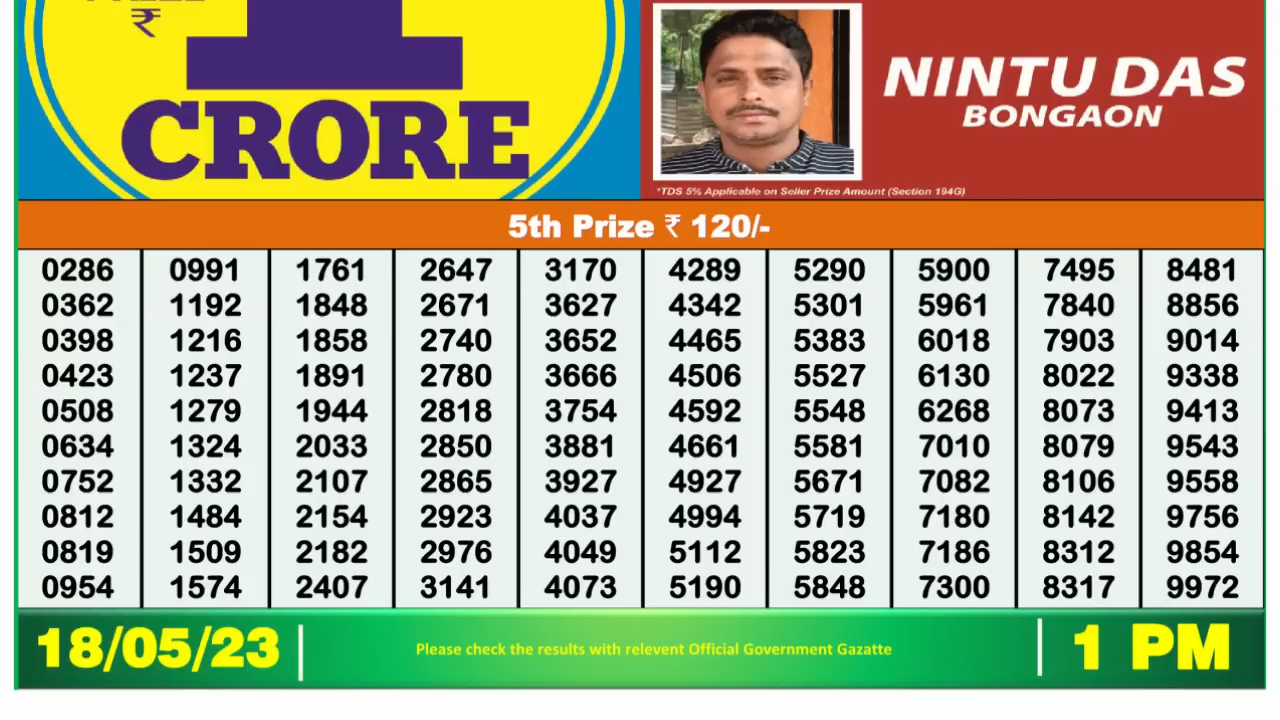 ₹
1
CRORE
NINTU DAS
BONGAON
*TDS 5% Applicable on Seller Prize Amount (Section 194G)
5th Prize ₹ 120/-
0286 0991 1761 2647 3170 4289 5290 5900 7495 8481
0362 1192 1848 2671 3627 4342 5301 5961 7840 8856
0398 1216 1858 2740 3652 4465 5383 6018 7903 9014
0423 1237 1891 2780 3666 4506 5527 6130 8022 9338
0508 1279 1944 2818 3754 4592 5548 6268 8073 9413
0634 1324 2033 2850 3881 4661 5581 7010 8079 9543
0752 1332 2107 2865 3927 4927 5671 7082 8106 9558
0812 1484 2154 2923 4037 4994 5719 7180 8142 9756
0819 1509 2182 2976 4049 5112 5823 7186 8312 9854
0954 1574 2407 3141 4073 5190 5848 7300 8317 9972
18/05/23
Please check the results with relevent Official Government Gazatte
1 PM